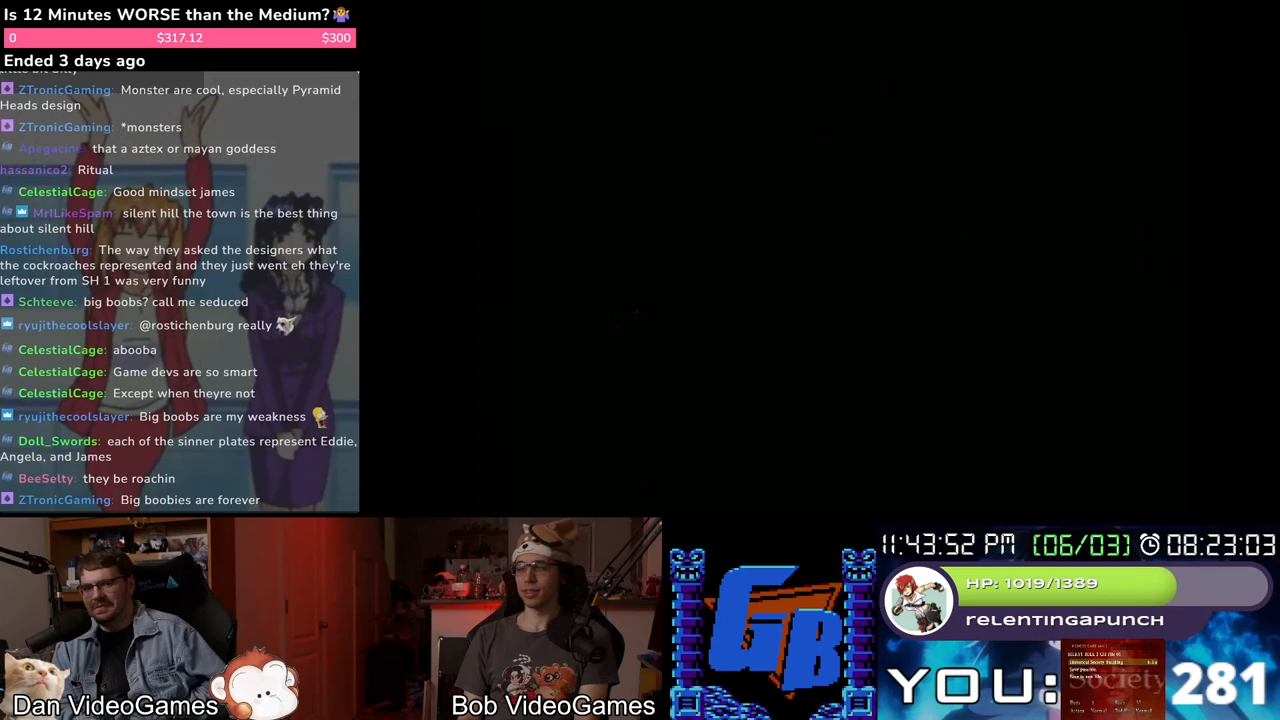 Is 12 Minutes WORSE than the Medium?🤷‍♀️
0 $317.12 $300
Ended 3 days ago
ZTronicGaming: Monster are cool, especially Pyramid
Heads design
ZTronicGaming: *monsters
Apegacine: that a aztex or mayan goddess
hassanico2: Ritual
CelestialCage: Good mindset james
MrILikeSpam: silent hill the town is the best thing
about silent hill
Rostichenburg: The way they asked the designers what
the cockroaches represented and they just went eh they're
leftover from SH 1 was very funny
Schteeve: big boobs? call me seduced
ryujithecoolslayer: @rostichenburg really
CelestialCage: abooba
CelestialCage: Game devs are so smart
CelestialCage: Except when theyre not
ryujithecoolslayer: Big boobs are my weakness
Doll_Swords: each of the sinner plates represent Eddie,
Angela, and James
BeeSelty: they be roachin
ZTronicGaming: Big boobies are forever
Dan VideoGames
Bob VideoGames
GB
11:43:52 PM [06/03] 08:23:03
HP: 1019/1389
relentingapunch
YOU: 281
Society